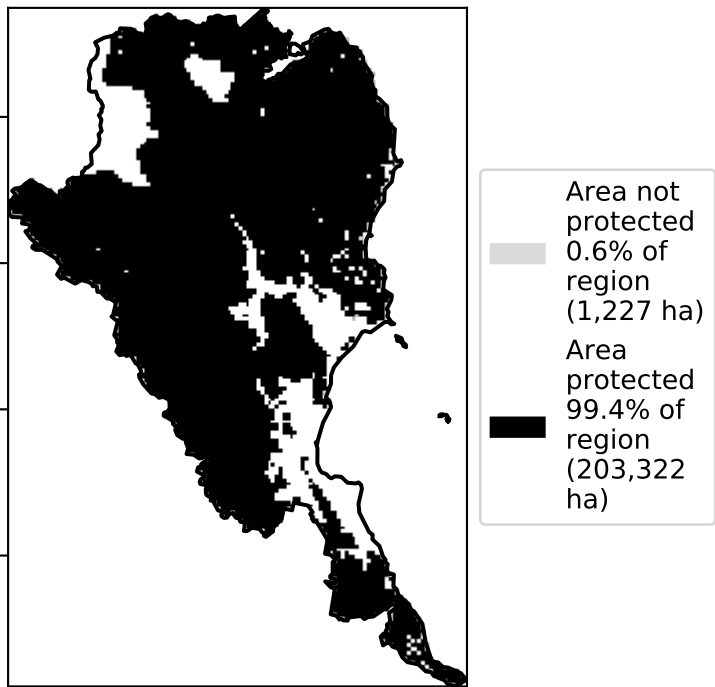 Area not
protected
0.6% of
region
(1,227 ha)
Area
protected
99.4% of
region
(203,322
ha)